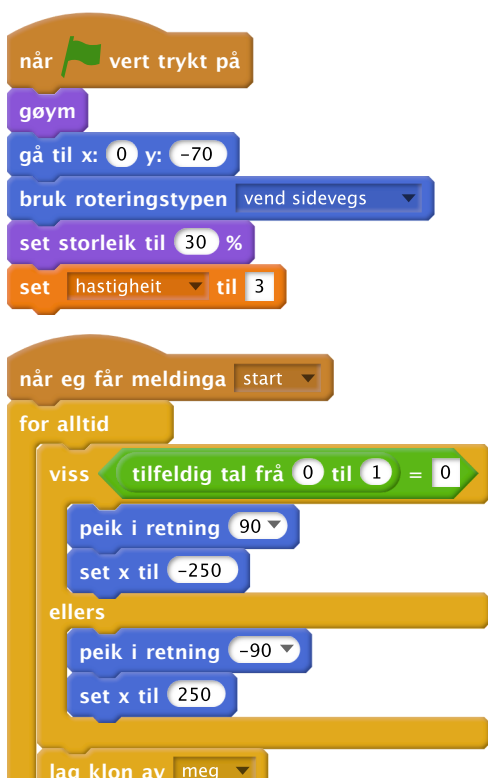 når vert trykt på
gøym
gå til x: 0 y: -70
bruk roteringstypen vend sidevegs
set storleik til 30 %
set hastigheit til 3
når eg får meldinga start
for alltid
viss tilfeldig tal frå 0 til 1 = 0
peik i retning 90
set x til -250
ellers
peik i retning -90
set x til 250
lag klon av meg